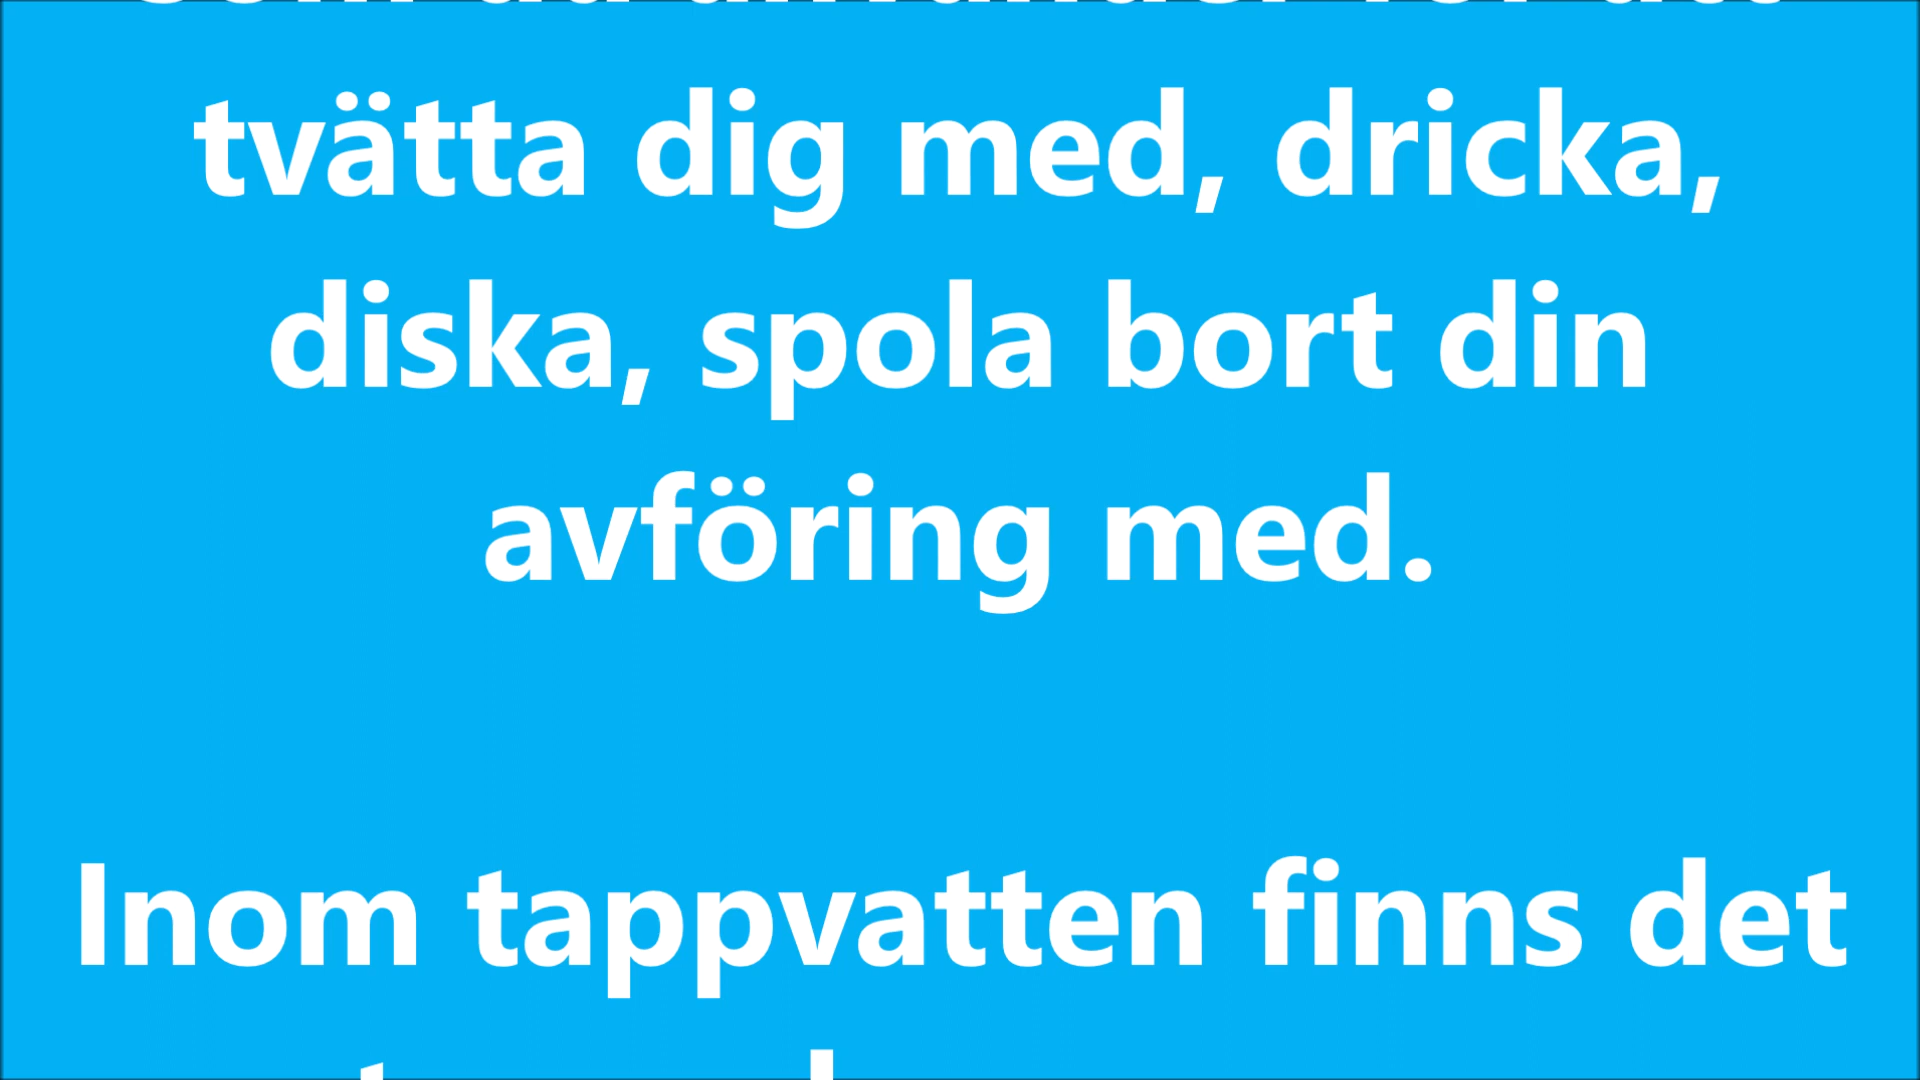 tvätta dig med, dricka,
diska, spola bort din
avföring med.
Inom tappvatten finns det